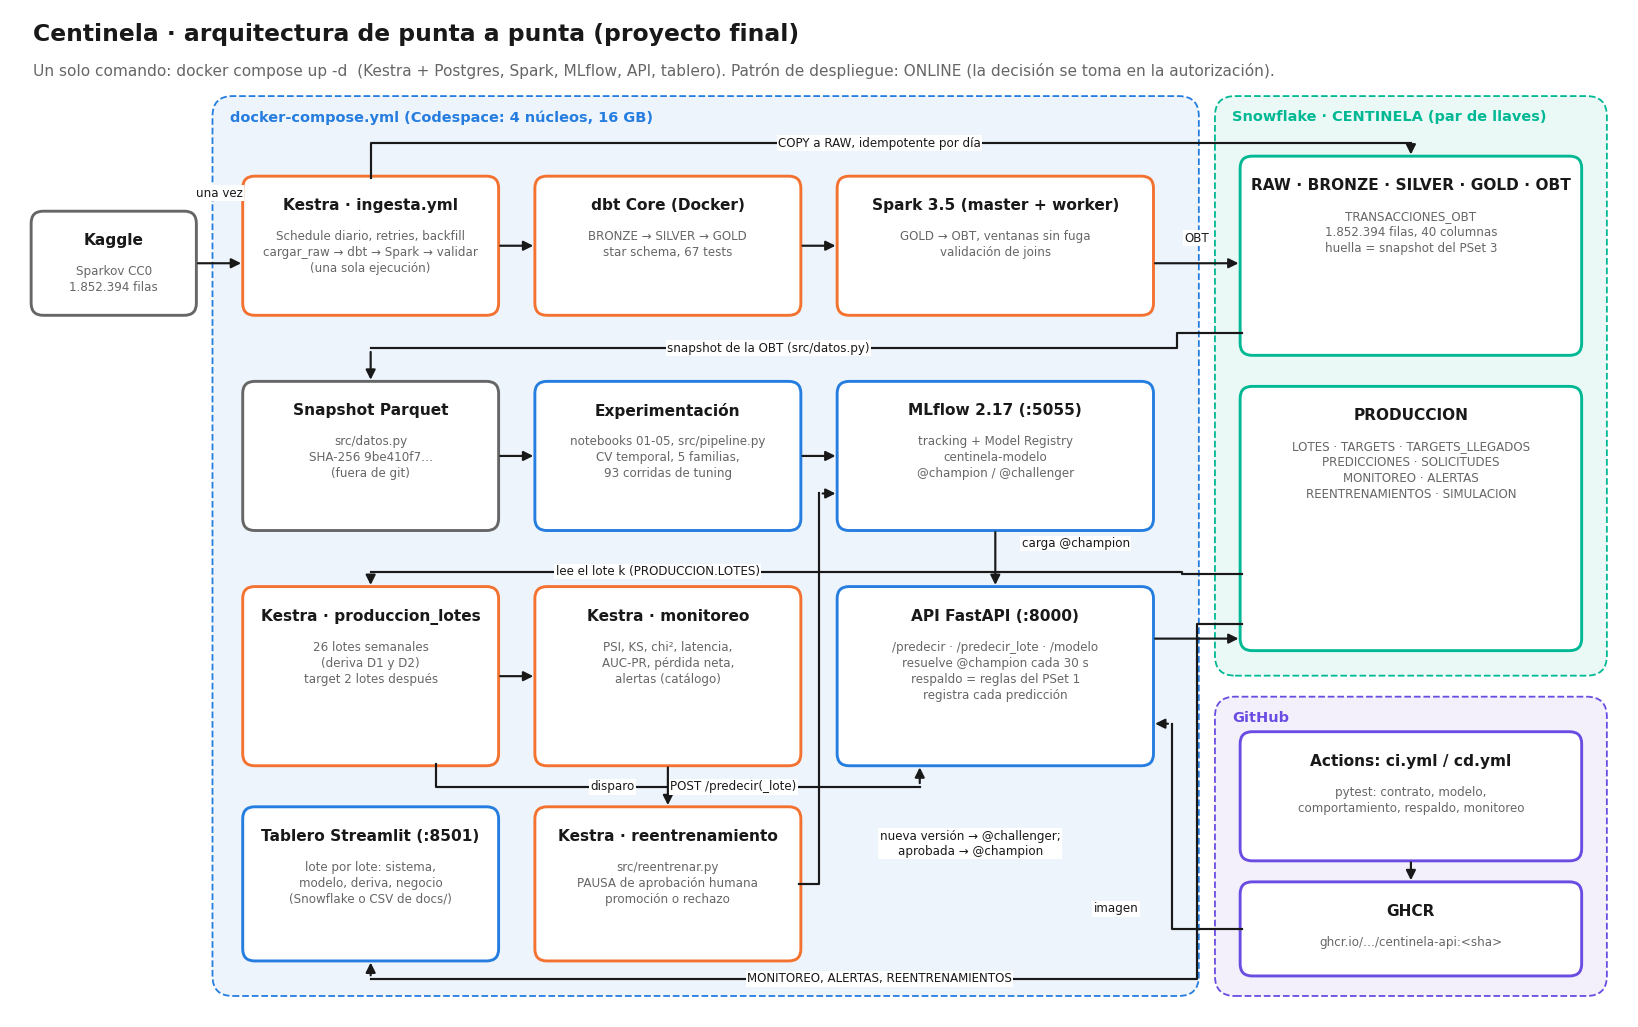 Centinela · arquitectura de punta a punta (proyecto final)
Un solo comando: docker compose up -d  (Kestra + Postgres, Spark, MLflow, API, tablero). Patrón de despliegue: ONLINE (la decisión se toma en la autorización).
docker-compose.yml (Codespace: 4 núcleos, 16 GB)
Snowflake · CENTINELA (par de llaves)
COPY a RAW, idempotente por día
una vez
Kaggle
Sparkov CC0
1.852.394 filas
Kestra · ingesta.yml
Schedule diario, retries, backfill
cargar_raw → dbt → Spark → validar
(una sola ejecución)
dbt Core (Docker)
BRONZE → SILVER → GOLD
star schema, 67 tests
Spark 3.5 (master + worker)
GOLD → OBT, ventanas sin fuga
validación de joins
OBT
RAW · BRONZE · SILVER · GOLD · OBT
TRANSACCIONES_OBT
1.852.394 filas, 40 columnas
huella = snapshot del PSet 3
snapshot de la OBT (src/datos.py)
Snapshot Parquet
src/datos.py
SHA-256 9be410f7…
(fuera de git)
Experimentación
notebooks 01-05, src/pipeline.py
CV temporal, 5 familias,
93 corridas de tuning
MLflow 2.17 (:5055)
tracking + Model Registry
centinela-modelo
@champion / @challenger
PRODUCCION
LOTES · TARGETS · TARGETS_LLEGADOS
PREDICCIONES · SOLICITUDES
MONITOREO · ALERTAS
REENTRENAMIENTOS · SIMULACION
carga @champion
lee el lote k (PRODUCCION.LOTES)
Kestra · produccion_lotes
26 lotes semanales
(deriva D1 y D2)
target 2 lotes después
Kestra · monitoreo
PSI, KS, chi², latencia,
AUC-PR, pérdida neta,
alertas (catálogo)
API FastAPI (:8000)
/predecir · /predecir_lote · /modelo
resuelve @champion cada 30 s
respaldo = reglas del PSet 1
registra cada predicción
GitHub
Actions: ci.yml / cd.yml
pytest: contrato, modelo,
comportamiento, respaldo, monitoreo
disparo
POST /predecir(_lote)
Tablero Streamlit (:8501)
lote por lote: sistema,
modelo, deriva, negocio
(Snowflake o CSV de docs/)
Kestra · reentrenamiento
src/reentrenar.py
PAUSA de aprobación humana
promoción o rechazo
nueva versión → @challenger;
aprobada → @champion
imagen
GHCR
ghcr.io/…/centinela-api:<sha>
MONITOREO, ALERTAS, REENTRENAMIENTOS